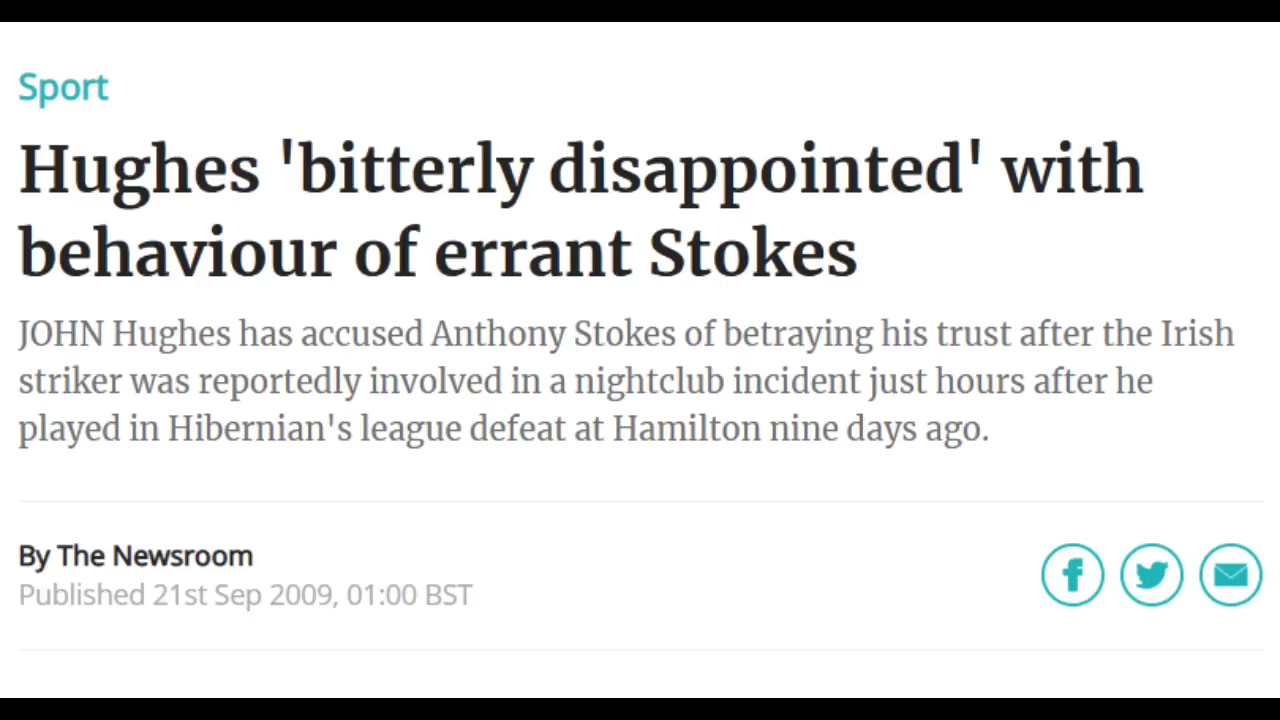 Sport
Hughes 'bitterly disappointed' with
behaviour of errant Stokes
JOHN Hughes has accused Anthony Stokes of betraying his trust after the Irish
striker was reportedly involved in a nightclub incident just hours after he
played in Hibernian's league defeat at Hamilton nine days ago.
By The Newsroom
Published 21st Sep 2009, 01:00 BST